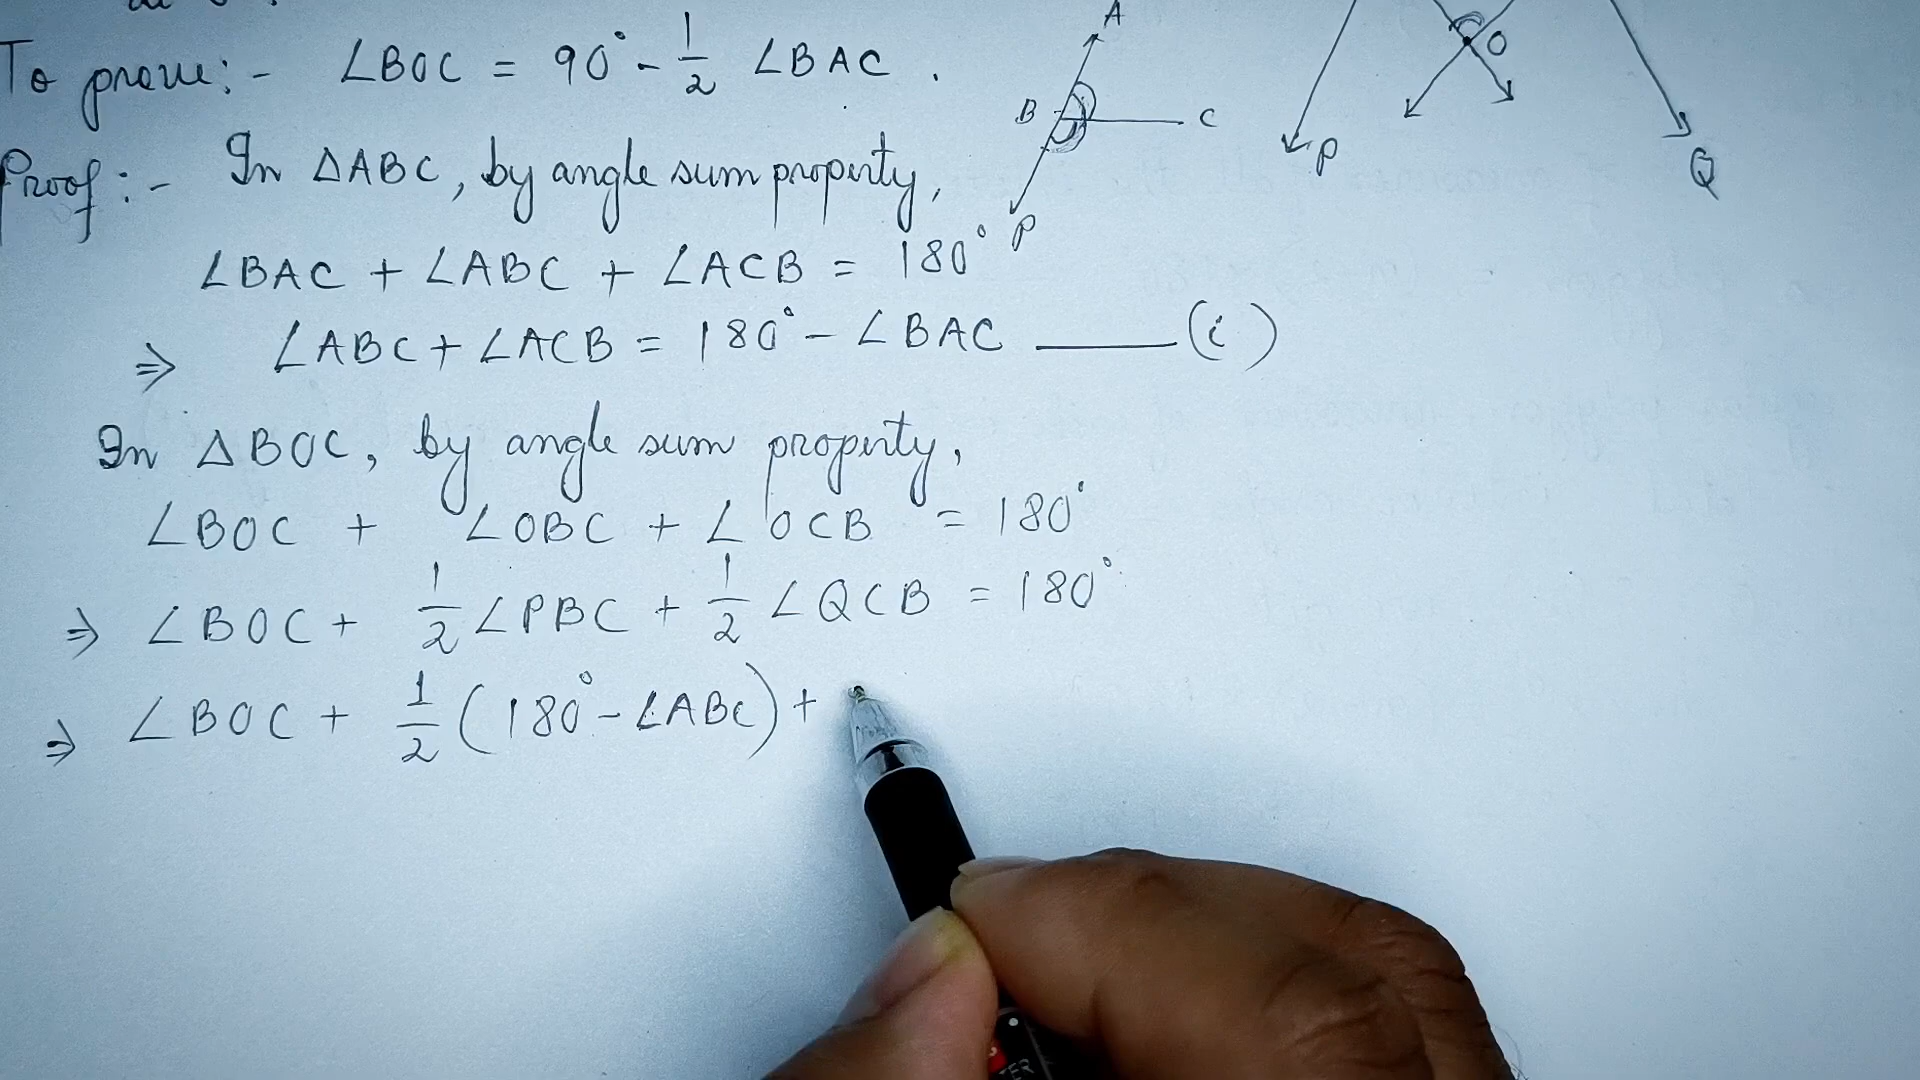 To prove:- ∠BOC = 90° - 1/2 ∠BAC .
Proof:- In △ABC, by angle sum property,
∠BAC + ∠ABC + ∠ACB = 180°
⇒ ∠ABC + ∠ACB = 180° - ∠BAC ——— (i)
In △BOC, by angle sum property,
∠BOC + ∠OBC + ∠OCB = 180°
⇒ ∠BOC + 1/2 ∠PBC + 1/2 ∠QCB = 180°
⇒ ∠BOC + 1/2 (180° - ∠ABC) +
A
B
C
P
O
P
Q